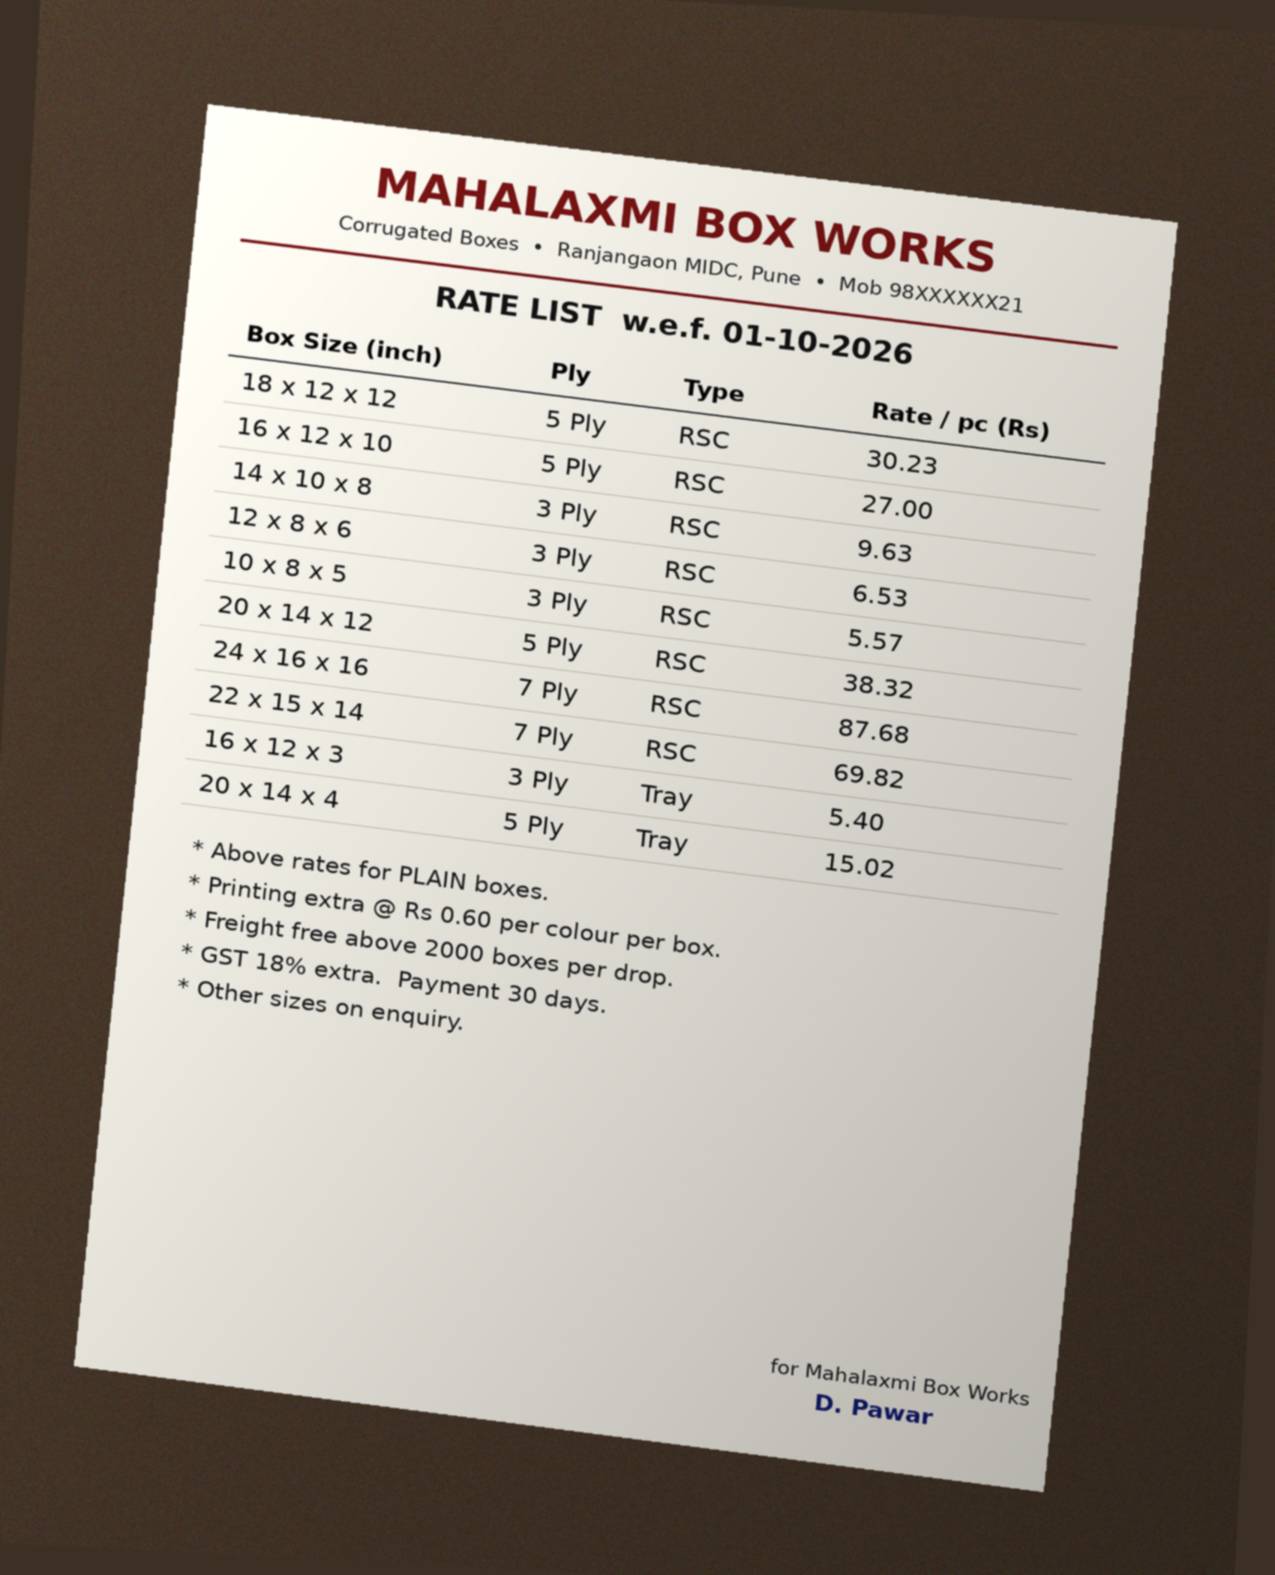 MAHALAXMI BOX WORKS
Corrugated Boxes • Ranjangaon MIDC, Pune • Mob 98XXXXXX21
RATE LIST w.e.f. 01-10-2026
Box Size (inch) Ply Type Rate / pc (Rs)
18 x 12 x 12 5 Ply RSC 30.23
16 x 12 x 10 5 Ply RSC 27.00
14 x 10 x 8 3 Ply RSC 9.63
12 x 8 x 6 3 Ply RSC 6.53
10 x 8 x 5 3 Ply RSC 5.57
20 x 14 x 12 5 Ply RSC 38.32
24 x 16 x 16 7 Ply RSC 87.68
22 x 15 x 14 7 Ply RSC 69.82
16 x 12 x 3 3 Ply Tray 5.40
20 x 14 x 4 5 Ply Tray 15.02
* Above rates for PLAIN boxes.
* Printing extra @ Rs 0.60 per colour per box.
* Freight free above 2000 boxes per drop.
* GST 18% extra. Payment 30 days.
* Other sizes on enquiry.
for Mahalaxmi Box Works
D. Pawar